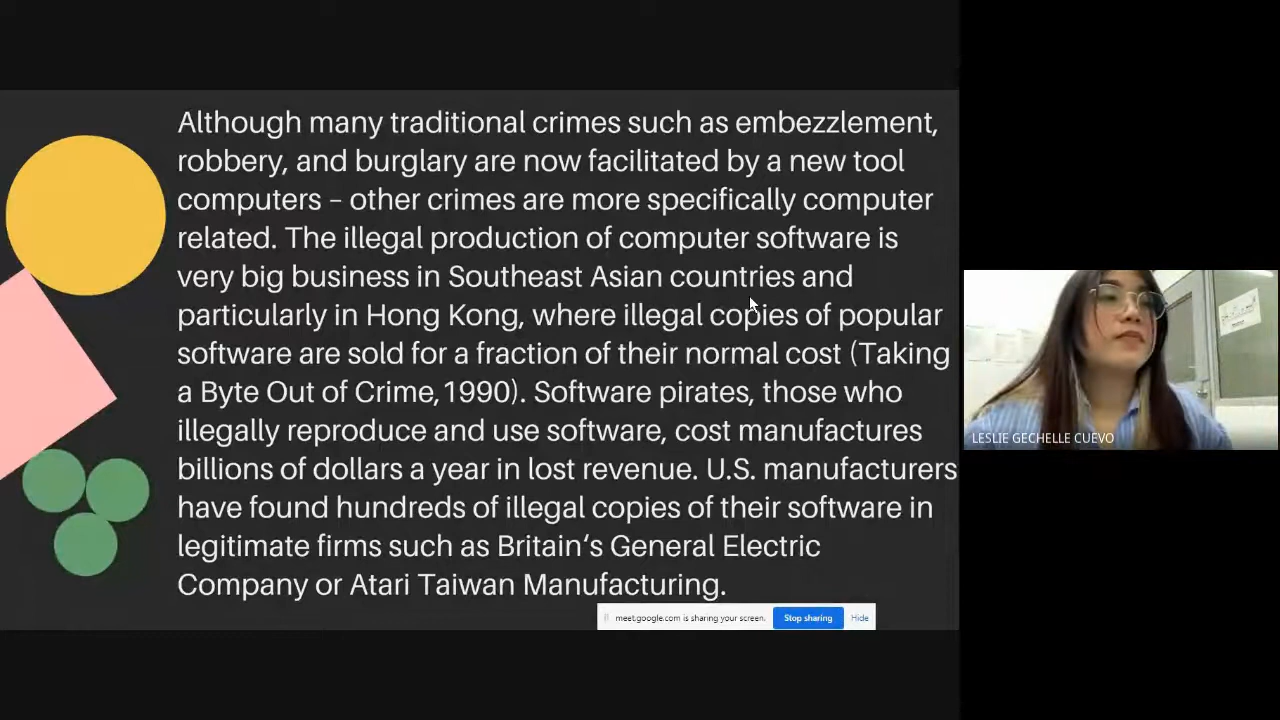 Although many traditional crimes such as embezzlement,
robbery, and burglary are now facilitated by a new tool
computers – other crimes are more specifically computer
related. The illegal production of computer software is
very big business in Southeast Asian countries and
particularly in Hong Kong, where illegal copies of popular
software are sold for a fraction of their normal cost (Taking
a Byte Out of Crime,1990). Software pirates, those who
illegally reproduce and use software, cost manufactures
billions of dollars a year in lost revenue. U.S. manufacturers
have found hundreds of illegal copies of their software in
legitimate firms such as Britain‘s General Electric
Company or Atari Taiwan Manufacturing.
meet.google.com is sharing your screen.
Stop sharing
Hide
LESLIE GECHELLE CUEVO